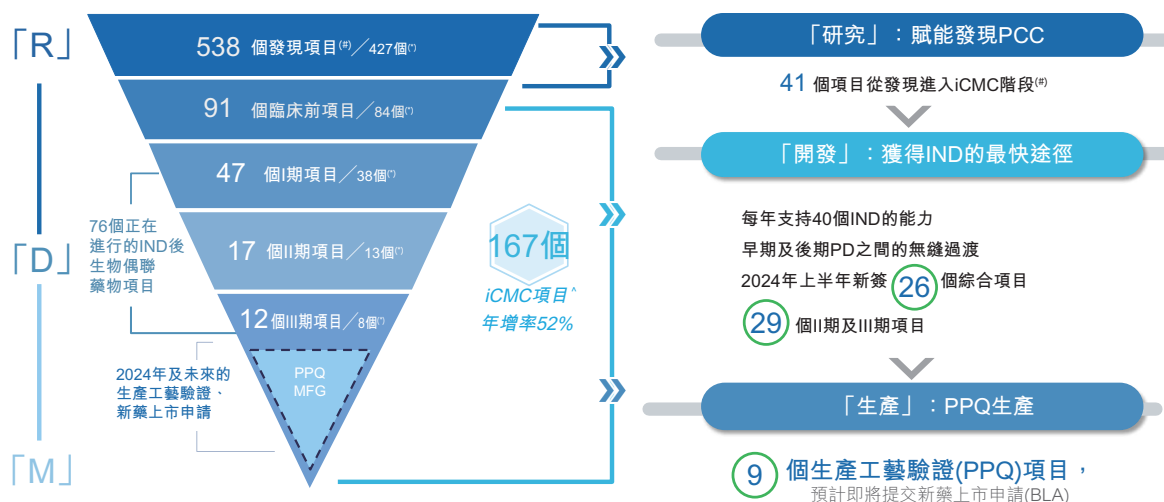 「R」
538 個發現項目(#)／427個(*)
91 個臨床前項目／84個(*)
47 個I期項目／38個(*)
76個正在
進行的IND後
生物偶聯
藥物項目
「D」
17 個II期項目／13個(*)
12個III期項目／8個(*)
167個
iCMC項目^
年增率52%
2024年及未來的
生產工藝驗證、
新藥上市申請
PPQ
MFG
「M」
「研究」：賦能發現PCC
41 個項目從發現進入iCMC階段(#)
「開發」：獲得IND的最快途徑
每年支持40個IND的能力
早期及後期PD之間的無縫過渡
2024年上半年新簽 26 個綜合項目
29 個II期及III期項目
「生產」：PPQ生產
9 個生產工藝驗證(PPQ)項目，
預計即將提交新藥上市申請(BLA)